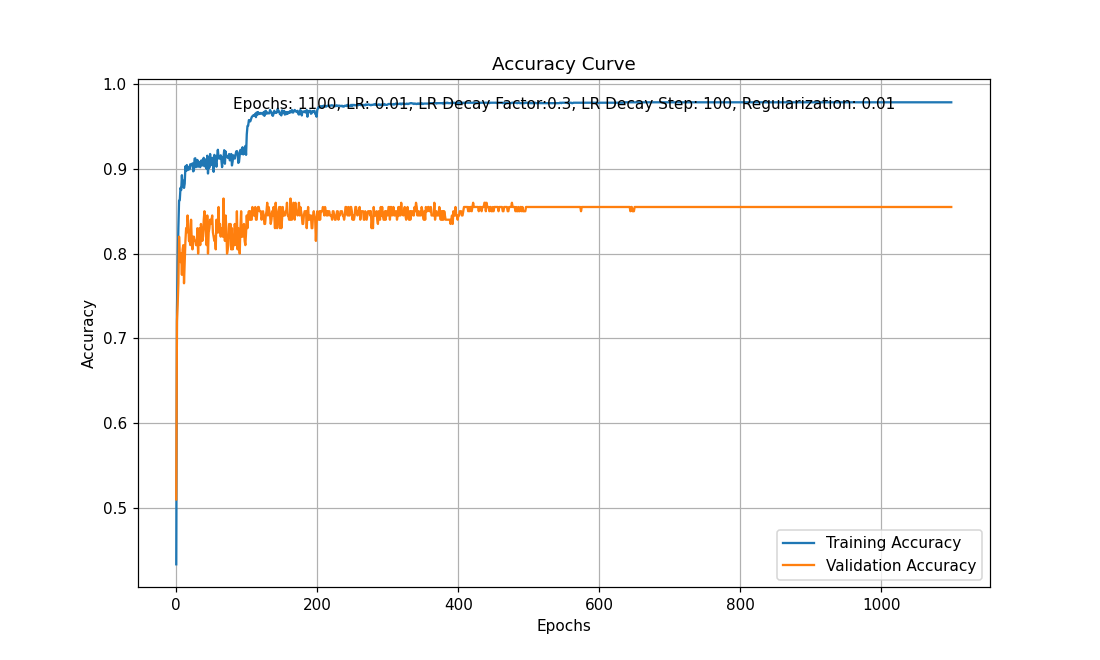 Accuracy Curve
Epochs: 1100, LR: 0.01, LR Decay Factor:0.3, LR Decay Step: 100, Regularization: 0.01
1.0
0.9
0.8
0.7
0.6
0.5
Accuracy
Training Accuracy
Validation Accuracy
0 200 400 600 800 1000
Epochs